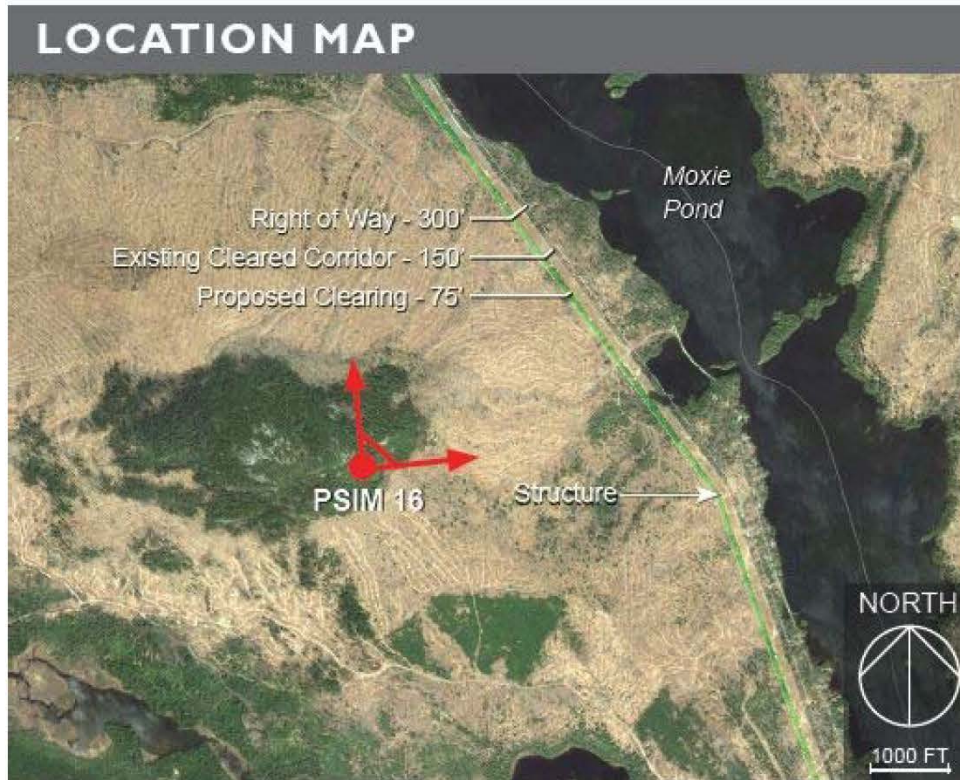 LOCATION MAP
Moxie
Pond
Right of Way - 300'
Existing Cleared Corridor - 150'
Proposed Clearing - 75'
PSIM 16
Structure
NORTH
1000 FT